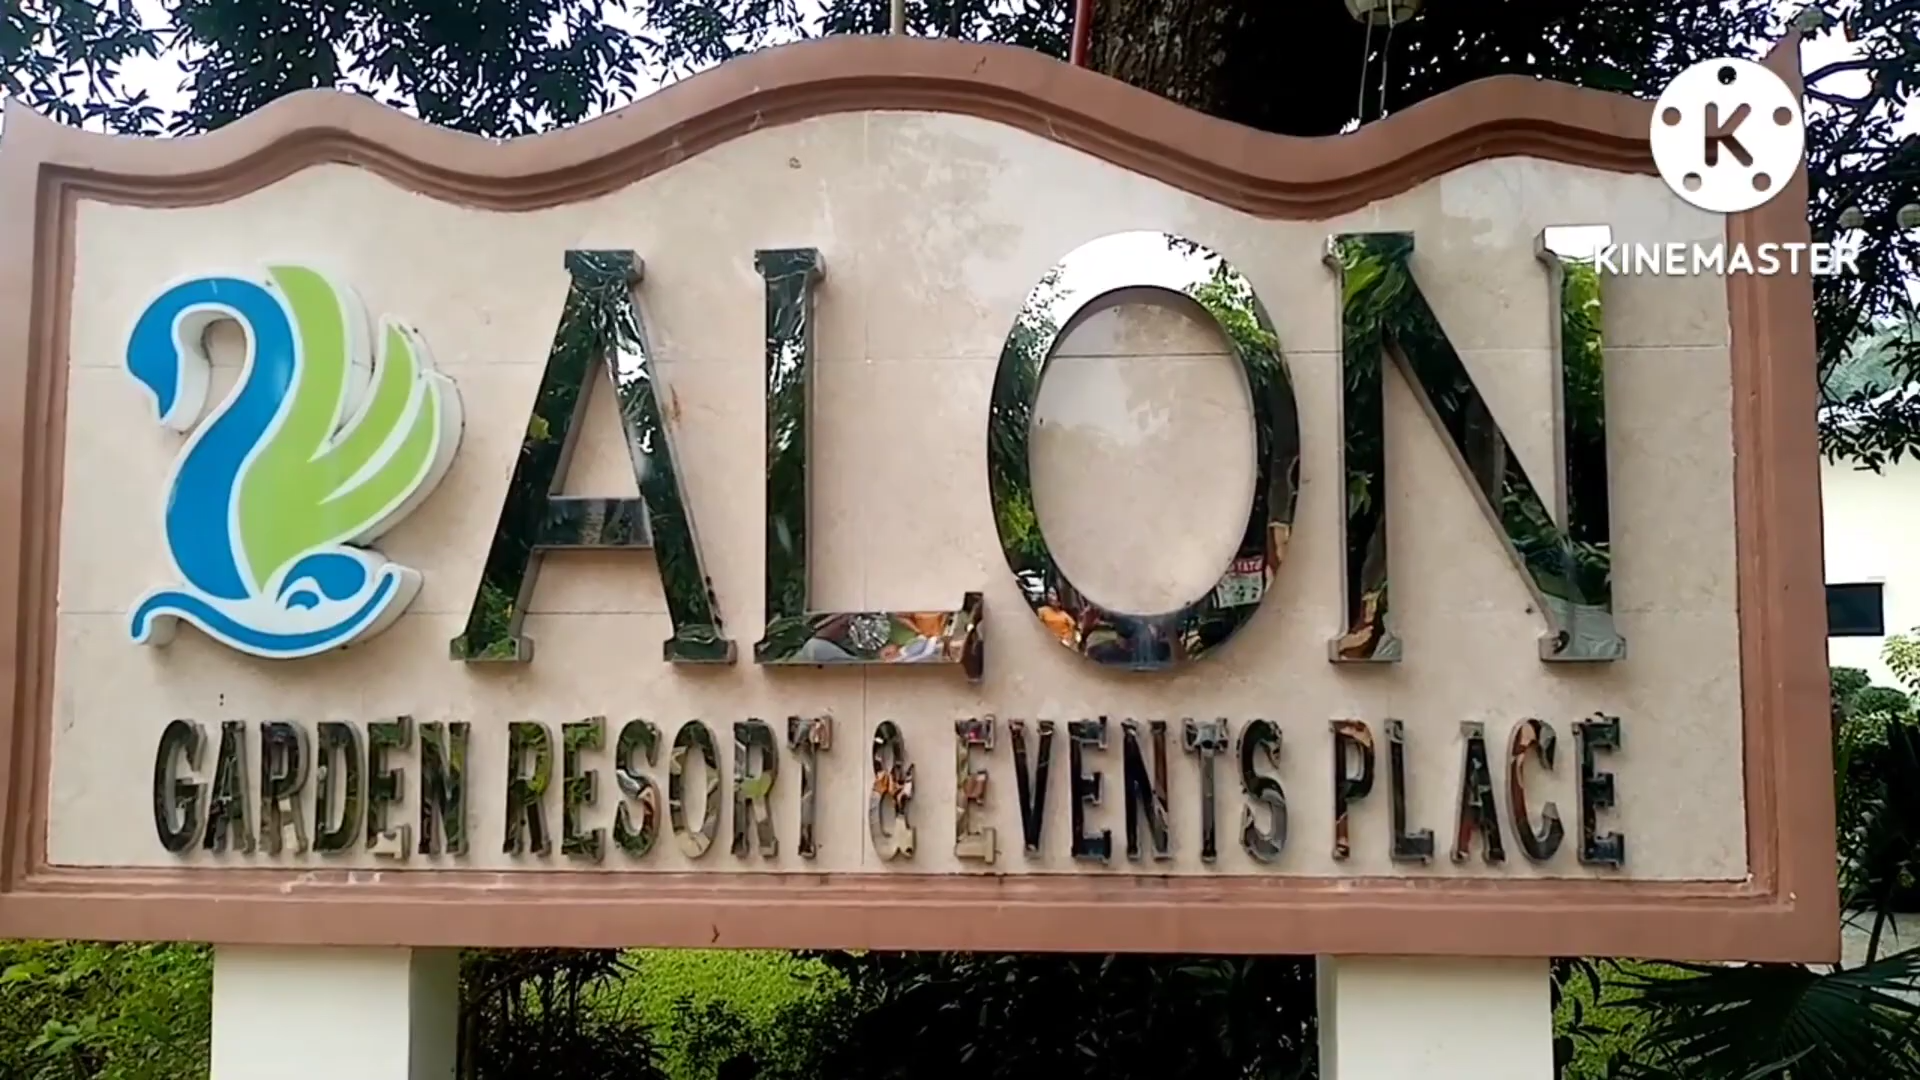 K
KINEMASTER
ALON
GARDEN RESORT & EVENTS PLACE